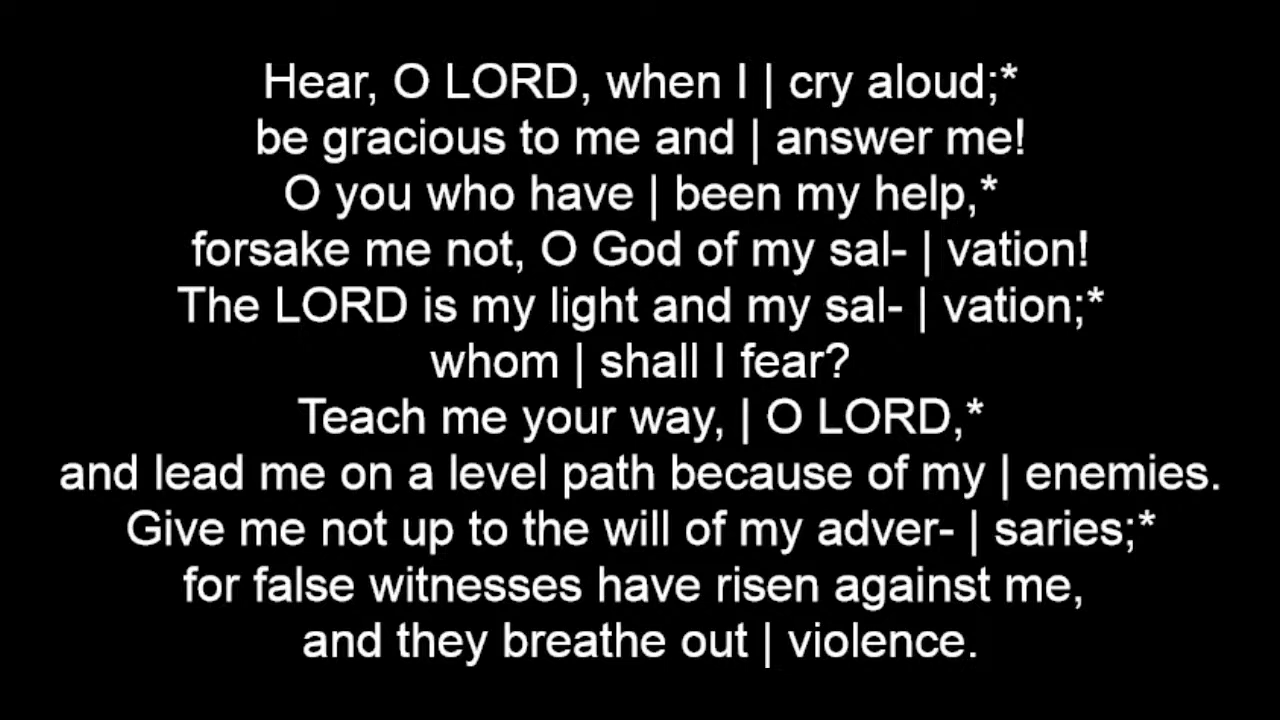 Hear, O LORD, when I | cry aloud;*
be gracious to me and | answer me!
O you who have | been my help,*
forsake me not, O God of my sal- | vation!
The LORD is my light and my sal- | vation;*
whom | shall I fear?
Teach me your way, | O LORD,*
and lead me on a level path because of my | enemies.
Give me not up to the will of my adver- | saries;*
for false witnesses have risen against me,
and they breathe out | violence.